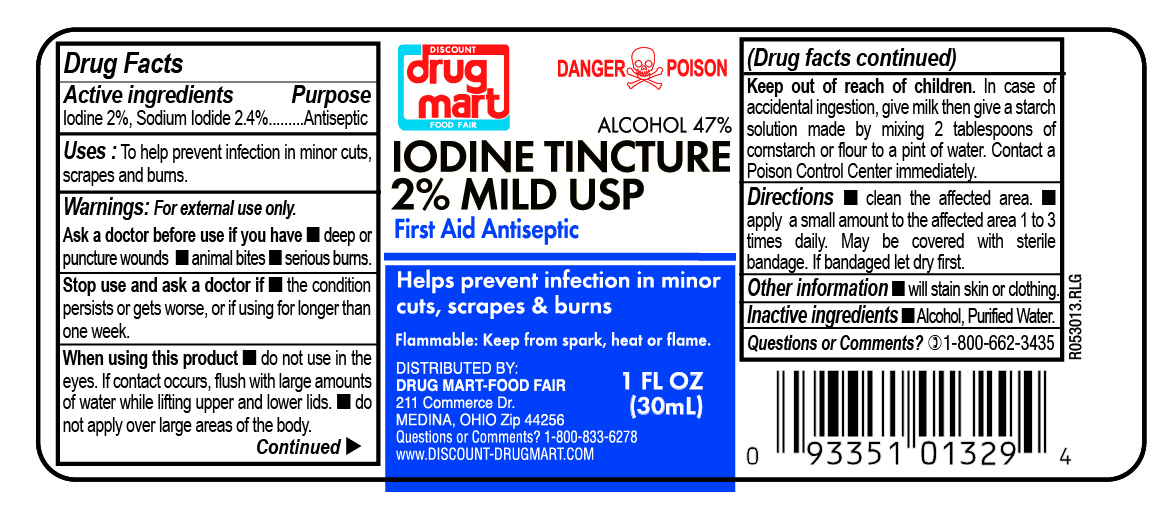 Drug Facts
Active ingredients Purpose
Iodine 2%, Sodium Iodide 2.4%.........Antiseptic
Uses : To help prevent infection in minor cuts,
scrapes and burns.
Warnings: For external use only.
Ask a doctor before use if you have ■ deep or
puncture wounds ■ animal bites ■ serious burns.
Stop use and ask a doctor if ■ the condition
persists or gets worse, or if using for longer than
one week.
When using this product ■ do not use in the
eyes. If contact occurs, flush with large amounts
of water while lifting upper and lower lids. ■ do
not apply over large areas of the body.
Continued ▶
DISCOUNT
drug
mart
FOOD FAIR
DANGER POISON
ALCOHOL 47%
IODINE TINCTURE
2% MILD USP
First Aid Antiseptic
Helps prevent infection in minor
cuts, scrapes & burns
Flammable: Keep from spark, heat or flame.
DISTRIBUTED BY:
DRUG MART-FOOD FAIR
211 Commerce Dr.
MEDINA, OHIO Zip 44256
Questions or Comments? 1-800-833-6278
www.DISCOUNT-DRUGMART.COM
1 FL OZ
(30mL)
(Drug facts continued)
Keep out of reach of children. In case of
accidental ingestion, give milk then give a starch
solution made by mixing 2 tablespoons of
cornstarch or flour to a pint of water. Contact a
Poison Control Center immediately.
Directions ■ clean the affected area. ■
apply a small amount to the affected area 1 to 3
times daily. May be covered with sterile
bandage. If bandaged let dry first.
Other information ■ will stain skin or clothing.
Inactive ingredients ■ Alcohol, Purified Water.
Questions or Comments? ✆1-800-662-3435
R053013.RLG
0 93351 01329 4